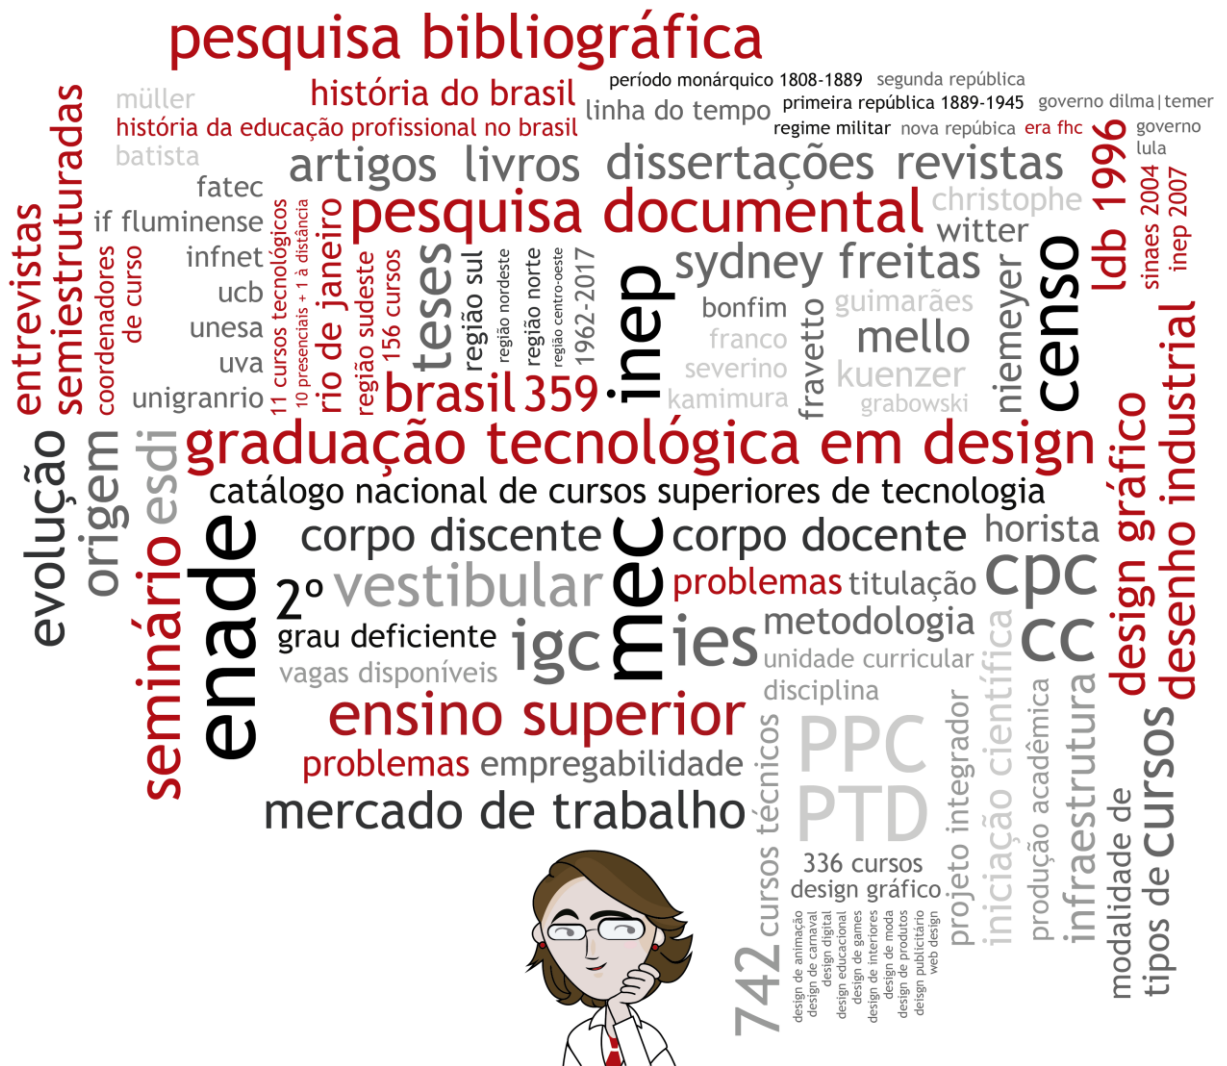 pesquisa bibliográfica
período monárquico 1808-1889
segunda república
história do brasil
linha do tempo
primeira república 1889-1945
governo dilma|temer
müller
história da educação profissional no brasil
batista
regime militar
nova repúbica
era fhc
governo
lula
artigos
livros
dissertações
revistas
ldb 1996
sinaes 2004
inep 2007
entrevistas
semiestruturadas
coordenadores
de curso
fatec
if fluminense
infnet
ucb
unesa
uva
unigranrio
11 cursos tecnológicos
10 presenciais + 1 à distância
rio de janeiro
região sudeste
156 cursos
pesquisa documental
teses
região sul
região nordeste
região norte
região centro-oeste
1962-2017
inep
christophe
witter
sydney freitas
bonfim
guimarães
franco
mello
severino
kuenzer
kamimura
grabowski
fravetto
niemeyer
censo
brasil 359
graduação tecnológica em design
design gráfico
desenho industrial
evolução
origem
esdi
seminário
catálogo nacional de cursos superiores de tecnologia
enade
corpo discente
mec
corpo docente
horista
2º
vestibular
problemas
titulação
cpc
grau deficiente
igc
ies
metodologia
cc
vagas disponíveis
unidade curricular
disciplina
ensino superior
problemas
empregabilidade
mercado de trabalho
742 cursos técnicos
PPC
PTD
336 cursos
design gráfico
design de animação
design de carnaval
design digital
design educacional
design de games
design de interiores
design de moda
design de produtos
deisgn publicitário
web design
projeto integrador
iniciação científica
produção acadêmica
infraestrutura
modalidade de
tipos de cursos